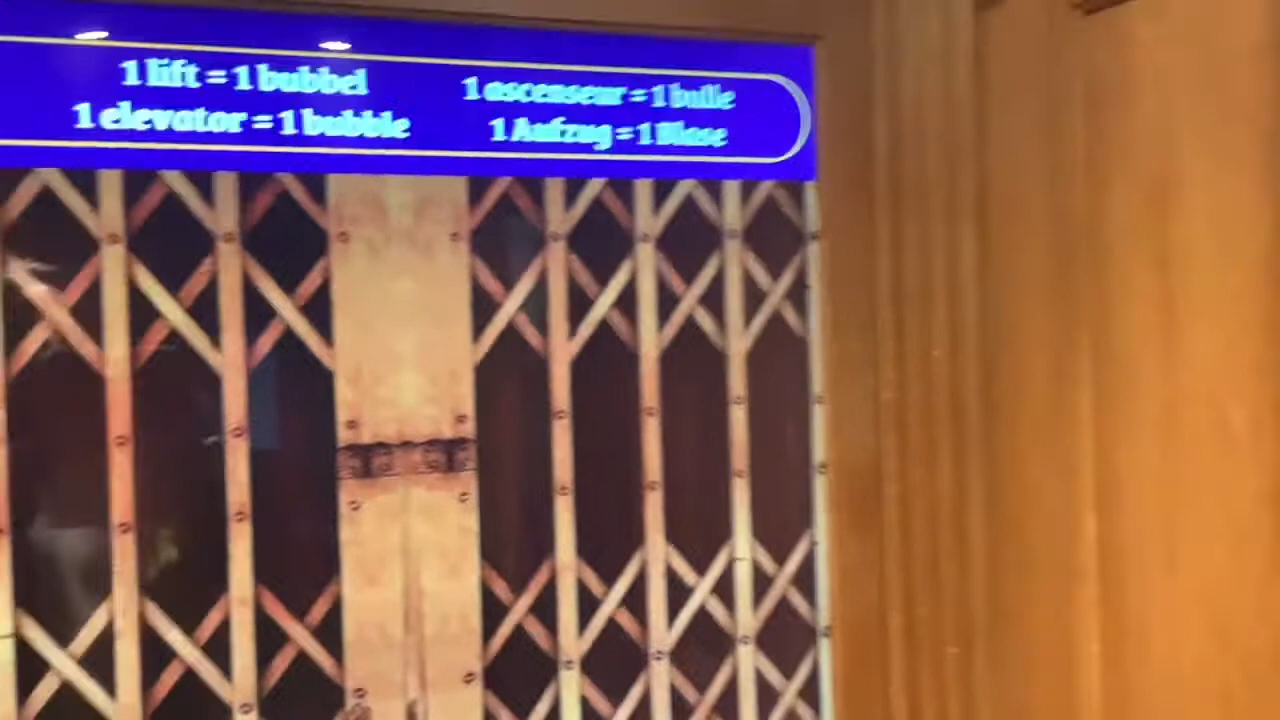 1 lift = 1 bubbel
1 elevator = 1 bubble
1 ascenseur = 1 bulle
1 Aufzug = 1 Blase